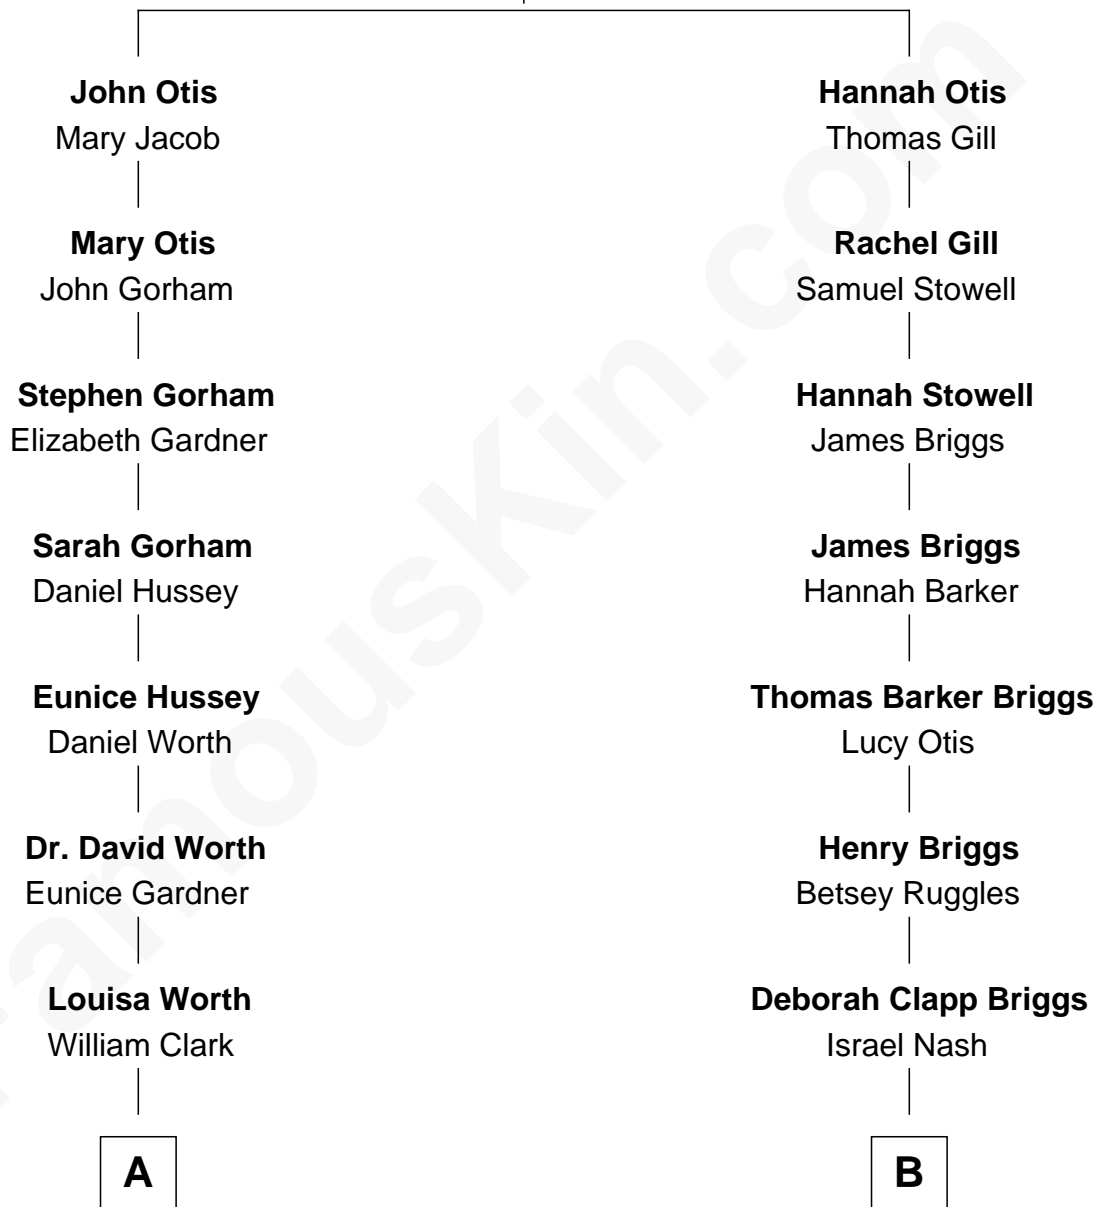 John Otis
Mary Jacob
Mary Otis
John Gorham
Stephen Gorham
Elizabeth Gardner
Sarah Gorham
Daniel Hussey
Eunice Hussey
Daniel Worth
Dr. David Worth
Eunice Gardner
Louisa Worth
William Clark
A
Hannah Otis
Thomas Gill
Rachel Gill
Samuel Stowell
Hannah Stowell
James Briggs
James Briggs
Hannah Barker
Thomas Barker Briggs
Lucy Otis
Henry Briggs
Betsey Ruggles
Deborah Clapp Briggs
Israel Nash
B
FamousKin.com